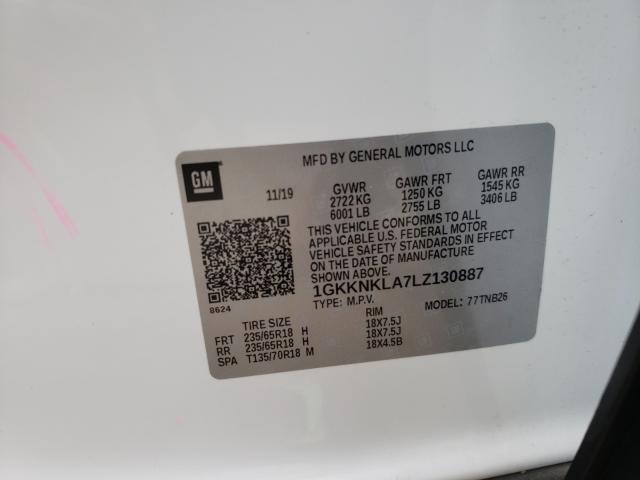 MFD BY GENERAL MOTORS LLC
GM
11/19
GVWR GAWR FRT GAWR RR
2722 KG 1250 KG 1545 KG
6001 LB 2755 LB 3406 LB
THIS VEHICLE CONFORMS TO ALL
APPLICABLE U.S. FEDERAL MOTOR
VEHICLE SAFETY STANDARDS IN EFFECT
ON THE DATE OF MANUFACTURE
SHOWN ABOVE.
1GKKNKLA7LZ130887
8624
TYPE: M.P.V. MODEL: 77TNB26
TIRE SIZE RIM
FRT 235/65R18 H 18X7.5J
RR 235/65R18 H 18X7.5J
SPA T135/70R18 M 18X4.5B